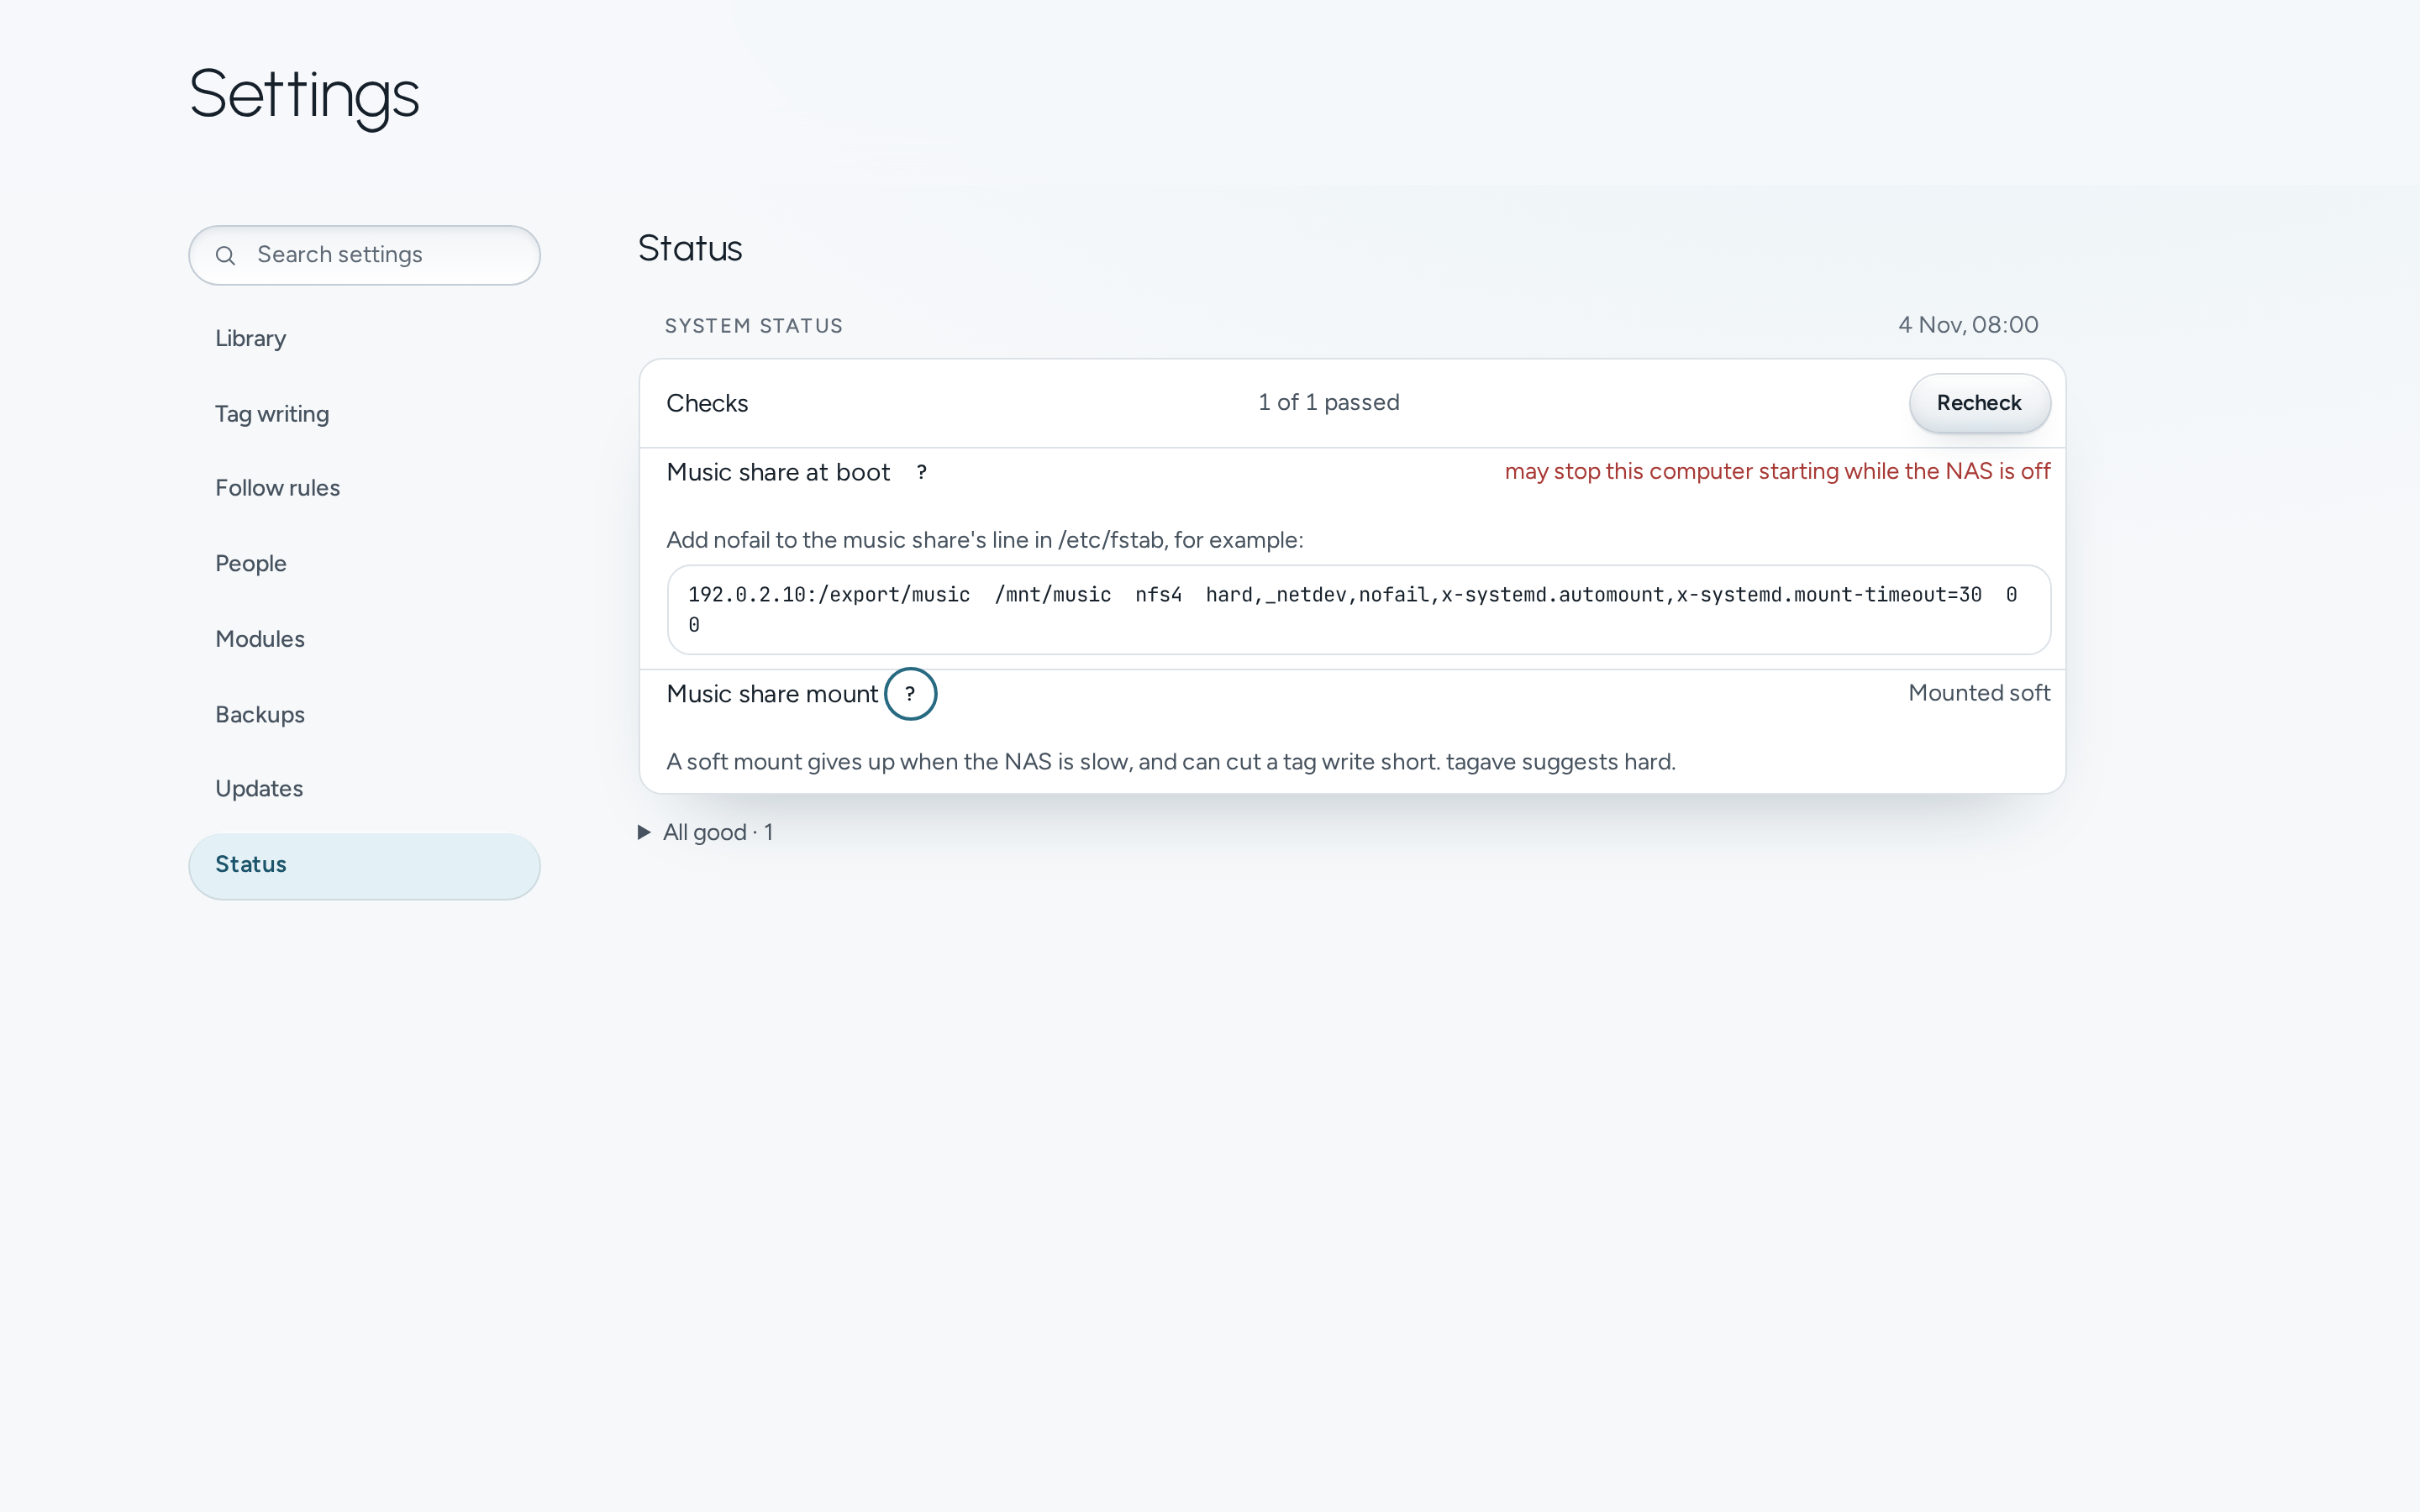 Settings
Search settings
Library
Tag writing
Follow rules
People
Modules
Backups
Updates
Status
Status
SYSTEM STATUS
4 Nov, 08:00
Checks
1 of 1 passed
Recheck
Music share at boot ?
may stop this computer starting while the NAS is off
Add nofail to the music share's line in /etc/fstab, for example:
192.0.2.10:/export/music  /mnt/music  nfs4  hard,_netdev,nofail,x-systemd.automount,x-systemd.mount-timeout=30  0
0
Music share mount ?
Mounted soft
A soft mount gives up when the NAS is slow, and can cut a tag write short. tagave suggests hard.
All good · 1